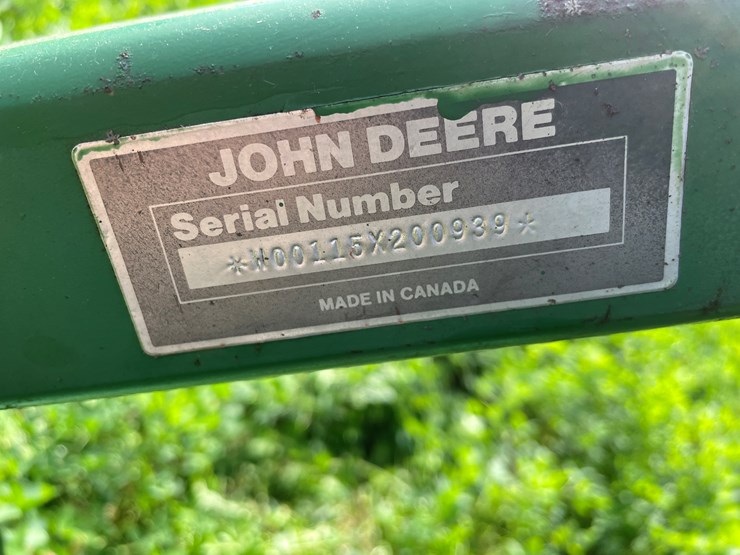 JOHN DEERE
Serial Number
*W00115X200939*
MADE IN CANADA